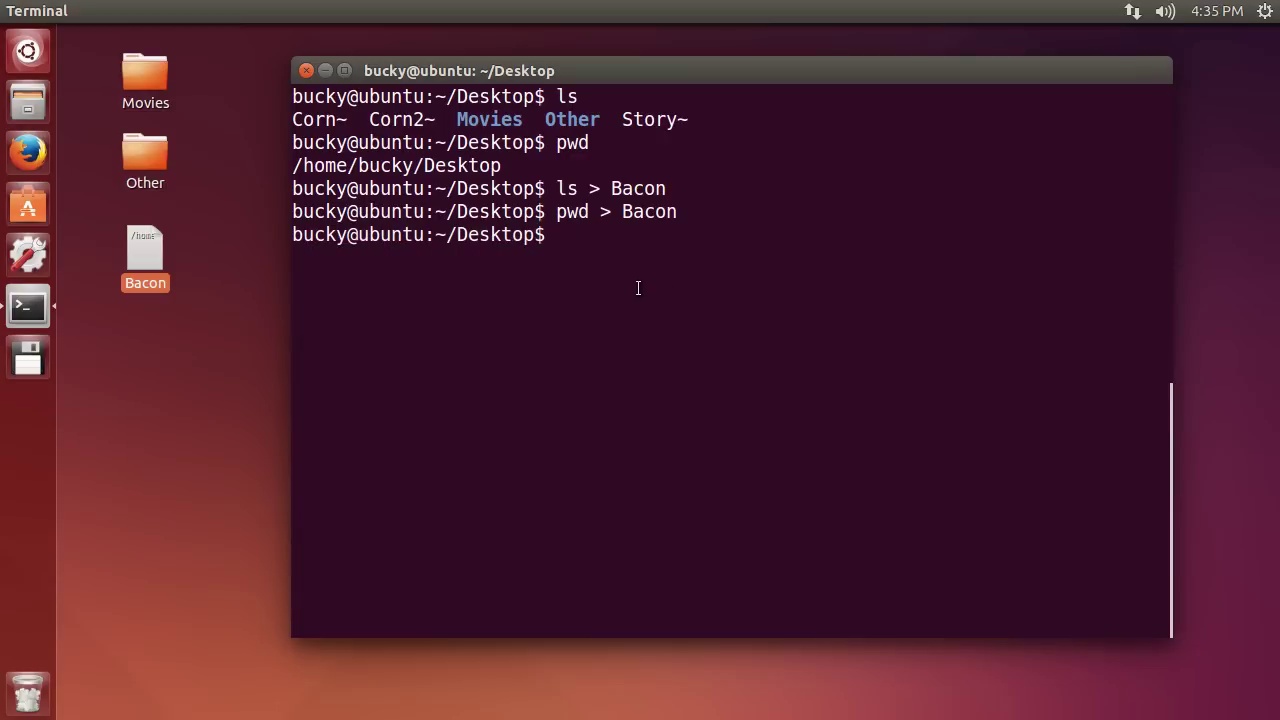 Terminal
4:35 PM
Movies
Other
/home
Bacon
>_
bucky@ubuntu: ~/Desktop
bucky@ubuntu:~/Desktop$ ls
Corn~  Corn2~  Movies  Other  Story~
bucky@ubuntu:~/Desktop$ pwd
/home/bucky/Desktop
bucky@ubuntu:~/Desktop$ ls > Bacon
bucky@ubuntu:~/Desktop$ pwd > Bacon
bucky@ubuntu:~/Desktop$